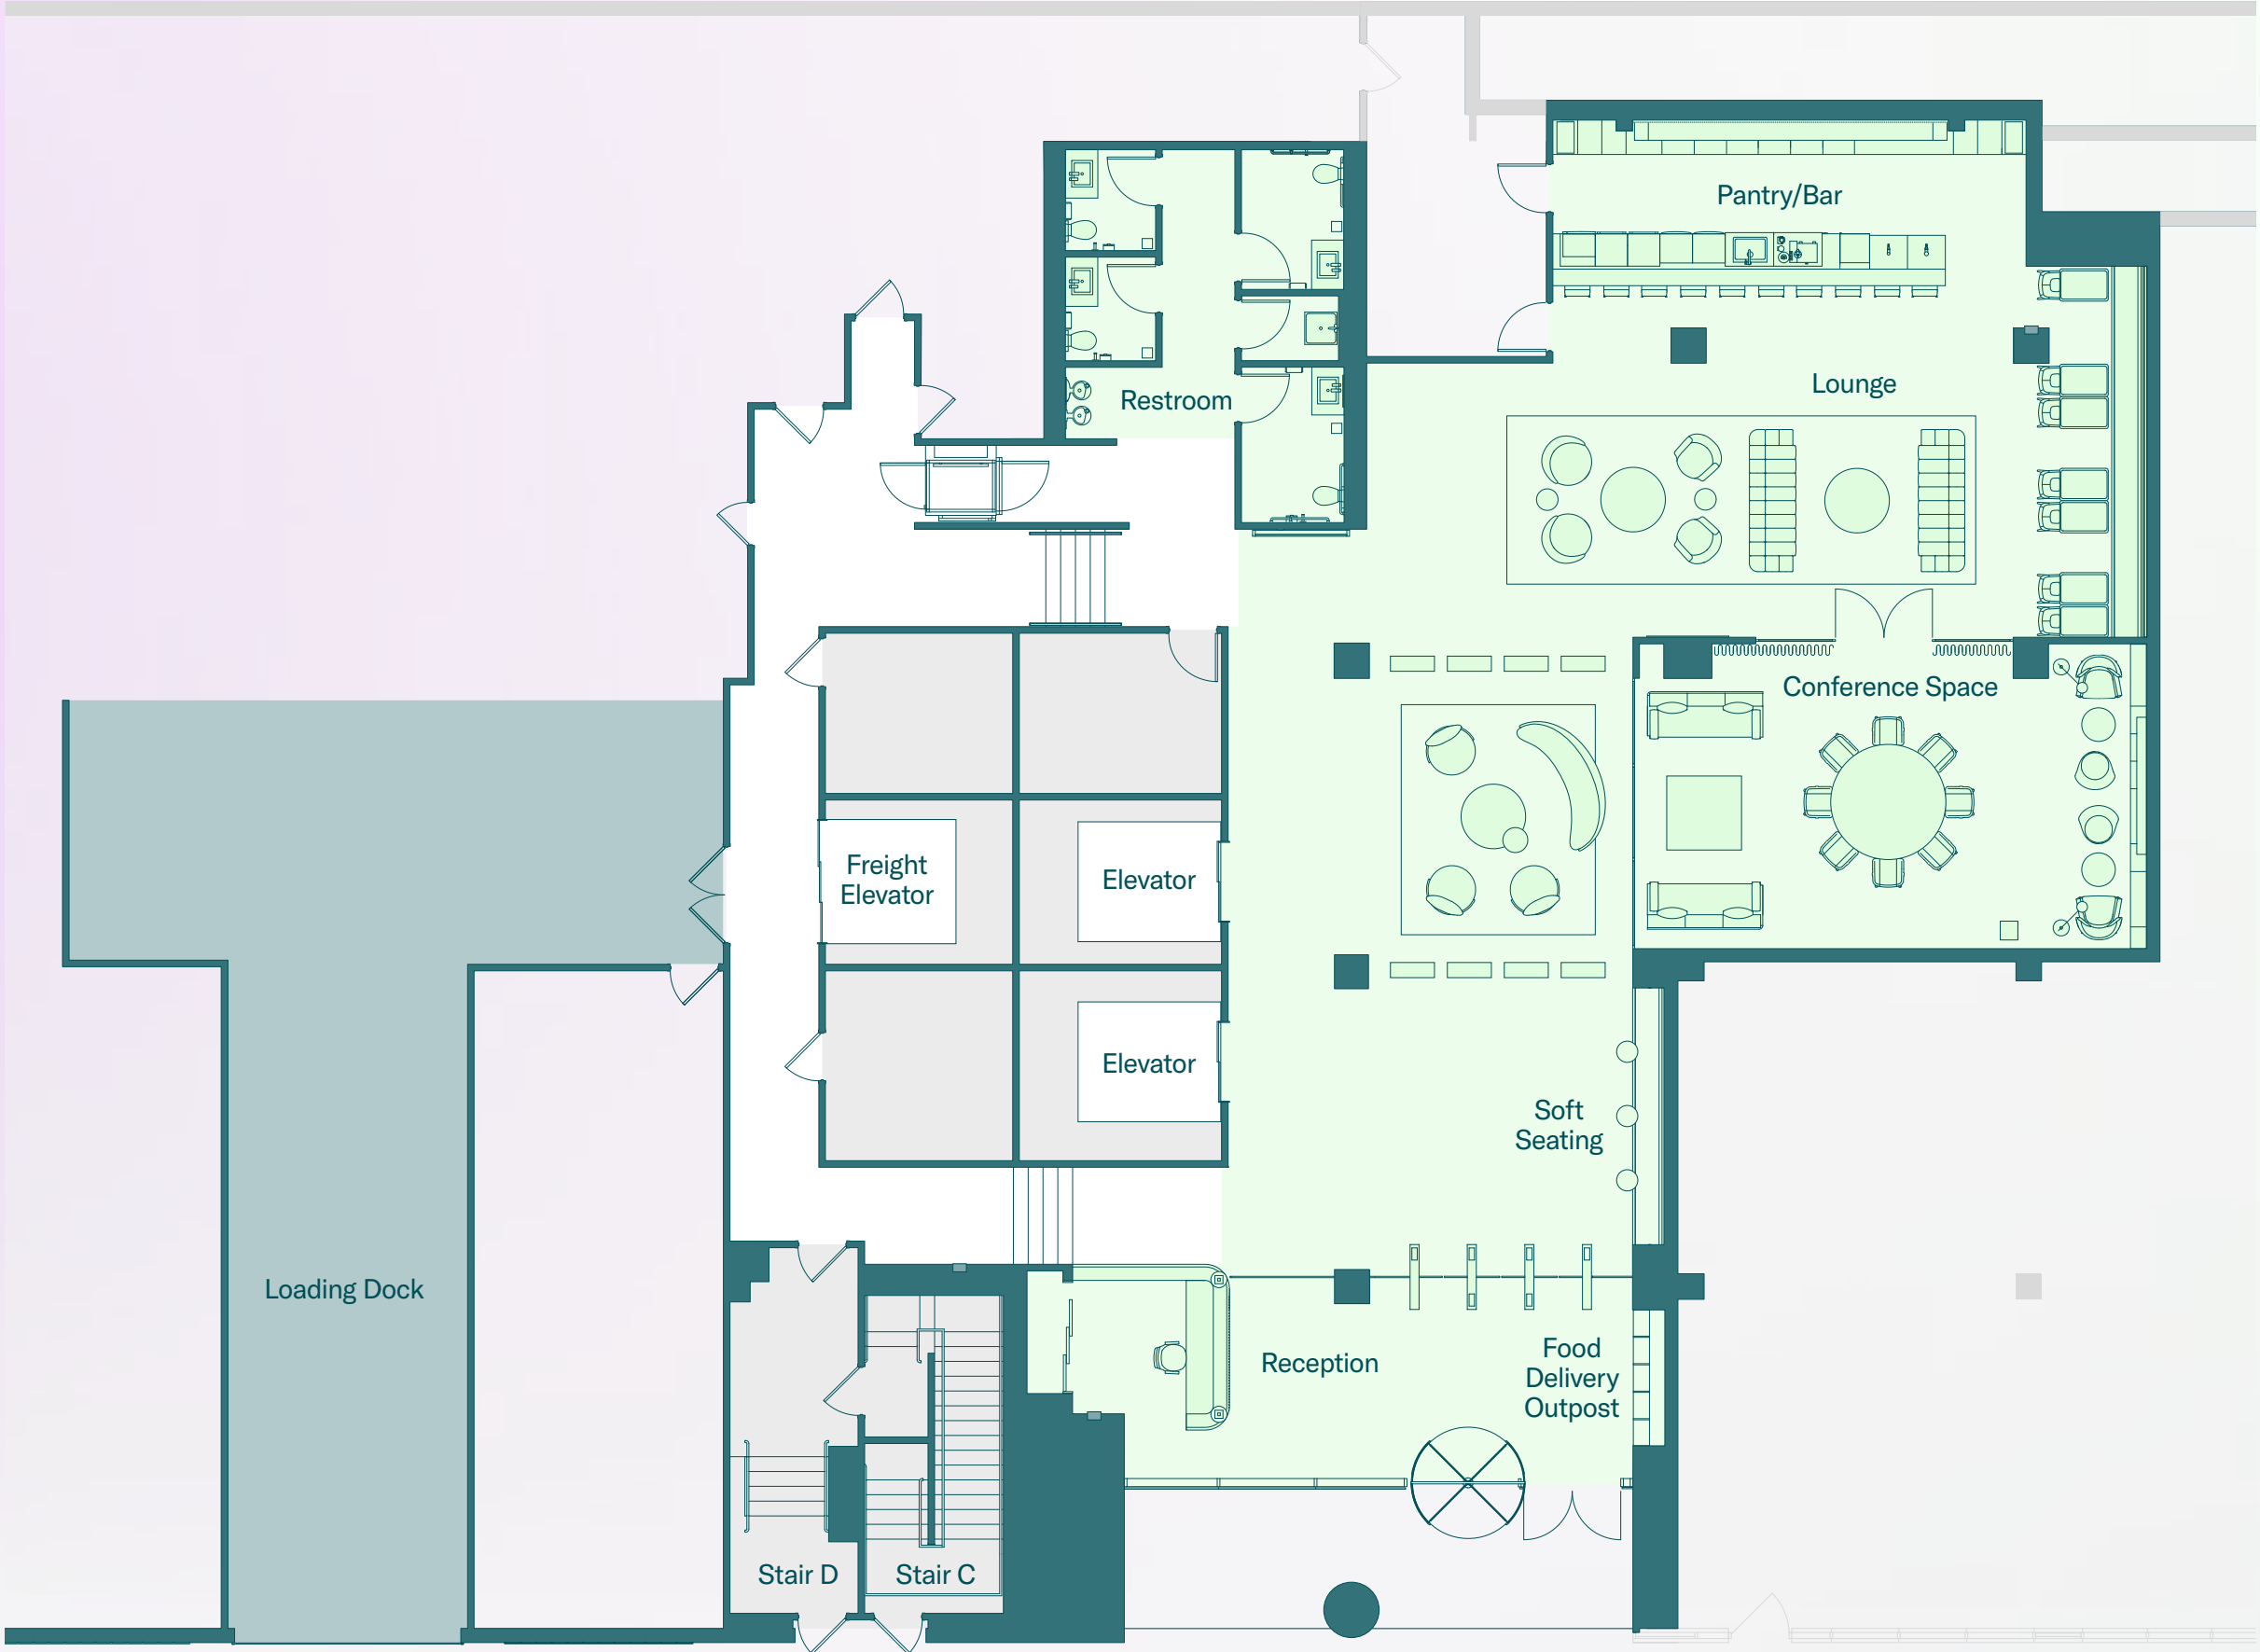 Pantry/Bar
Lounge
Restroom
Conference Space
Freight
Elevator
Elevator
Elevator
Soft
Seating
Loading Dock
Reception
Food
Delivery
Outpost
Stair D
Stair C